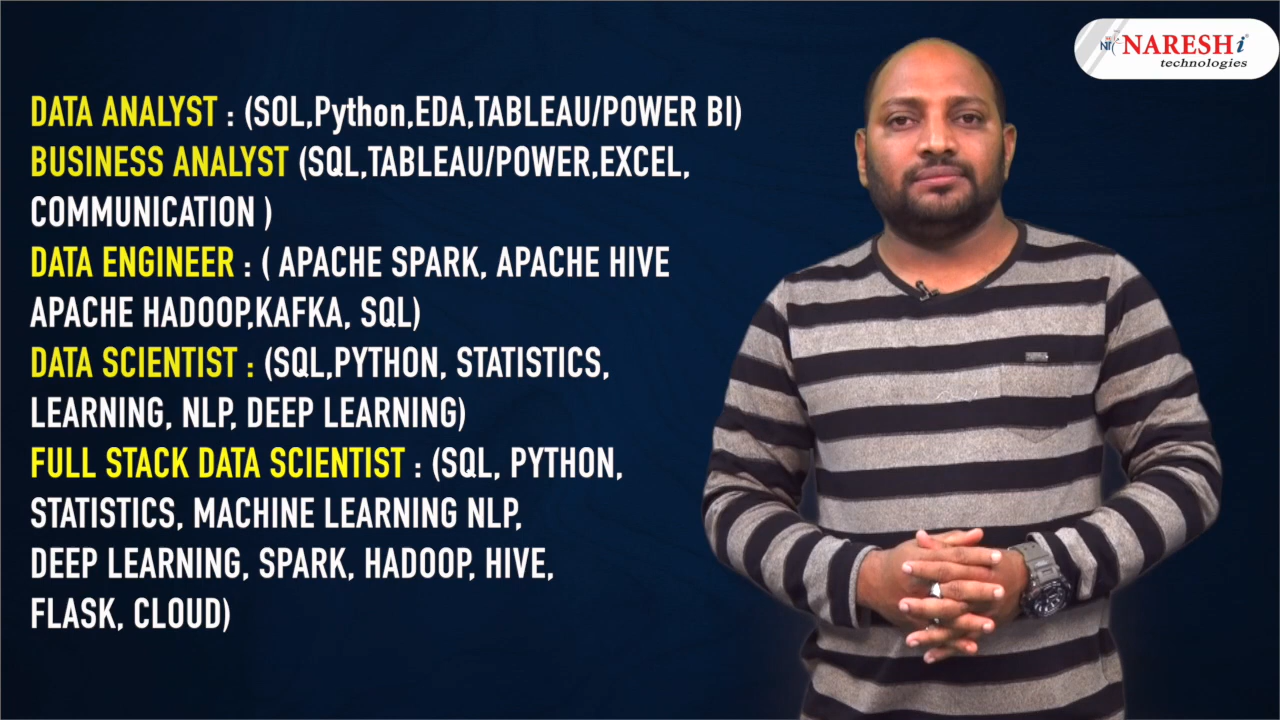 NARESHi
technologies
DATA ANALYST : (SQL,Python,EDA,TABLEAU/POWER BI)
BUSINESS ANALYST (SQL,TABLEAU/POWER,EXCEL,
COMMUNICATION )
DATA ENGINEER : ( APACHE SPARK, APACHE HIVE
APACHE HADOOP,KAFKA, SQL)
DATA SCIENTIST : (SQL,PYTHON, STATISTICS,
LEARNING, NLP, DEEP LEARNING)
FULL STACK DATA SCIENTIST : (SQL, PYTHON,
STATISTICS, MACHINE LEARNING NLP,
DEEP LEARNING, SPARK, HADOOP, HIVE,
FLASK, CLOUD)